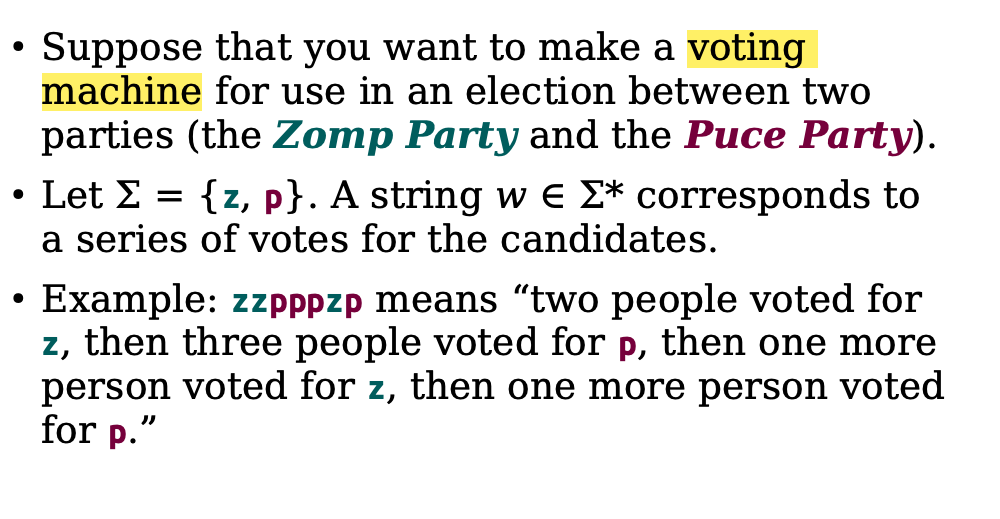 • Suppose that you want to make a voting
machine for use in an election between two
parties (the Zomp Party and the Puce Party).
• Let Σ = {z, p}. A string w ∈ Σ* corresponds to
a series of votes for the candidates.
• Example: zzpppzp means “two people voted for
z, then three people voted for p, then one more
person voted for z, then one more person voted
for p.”